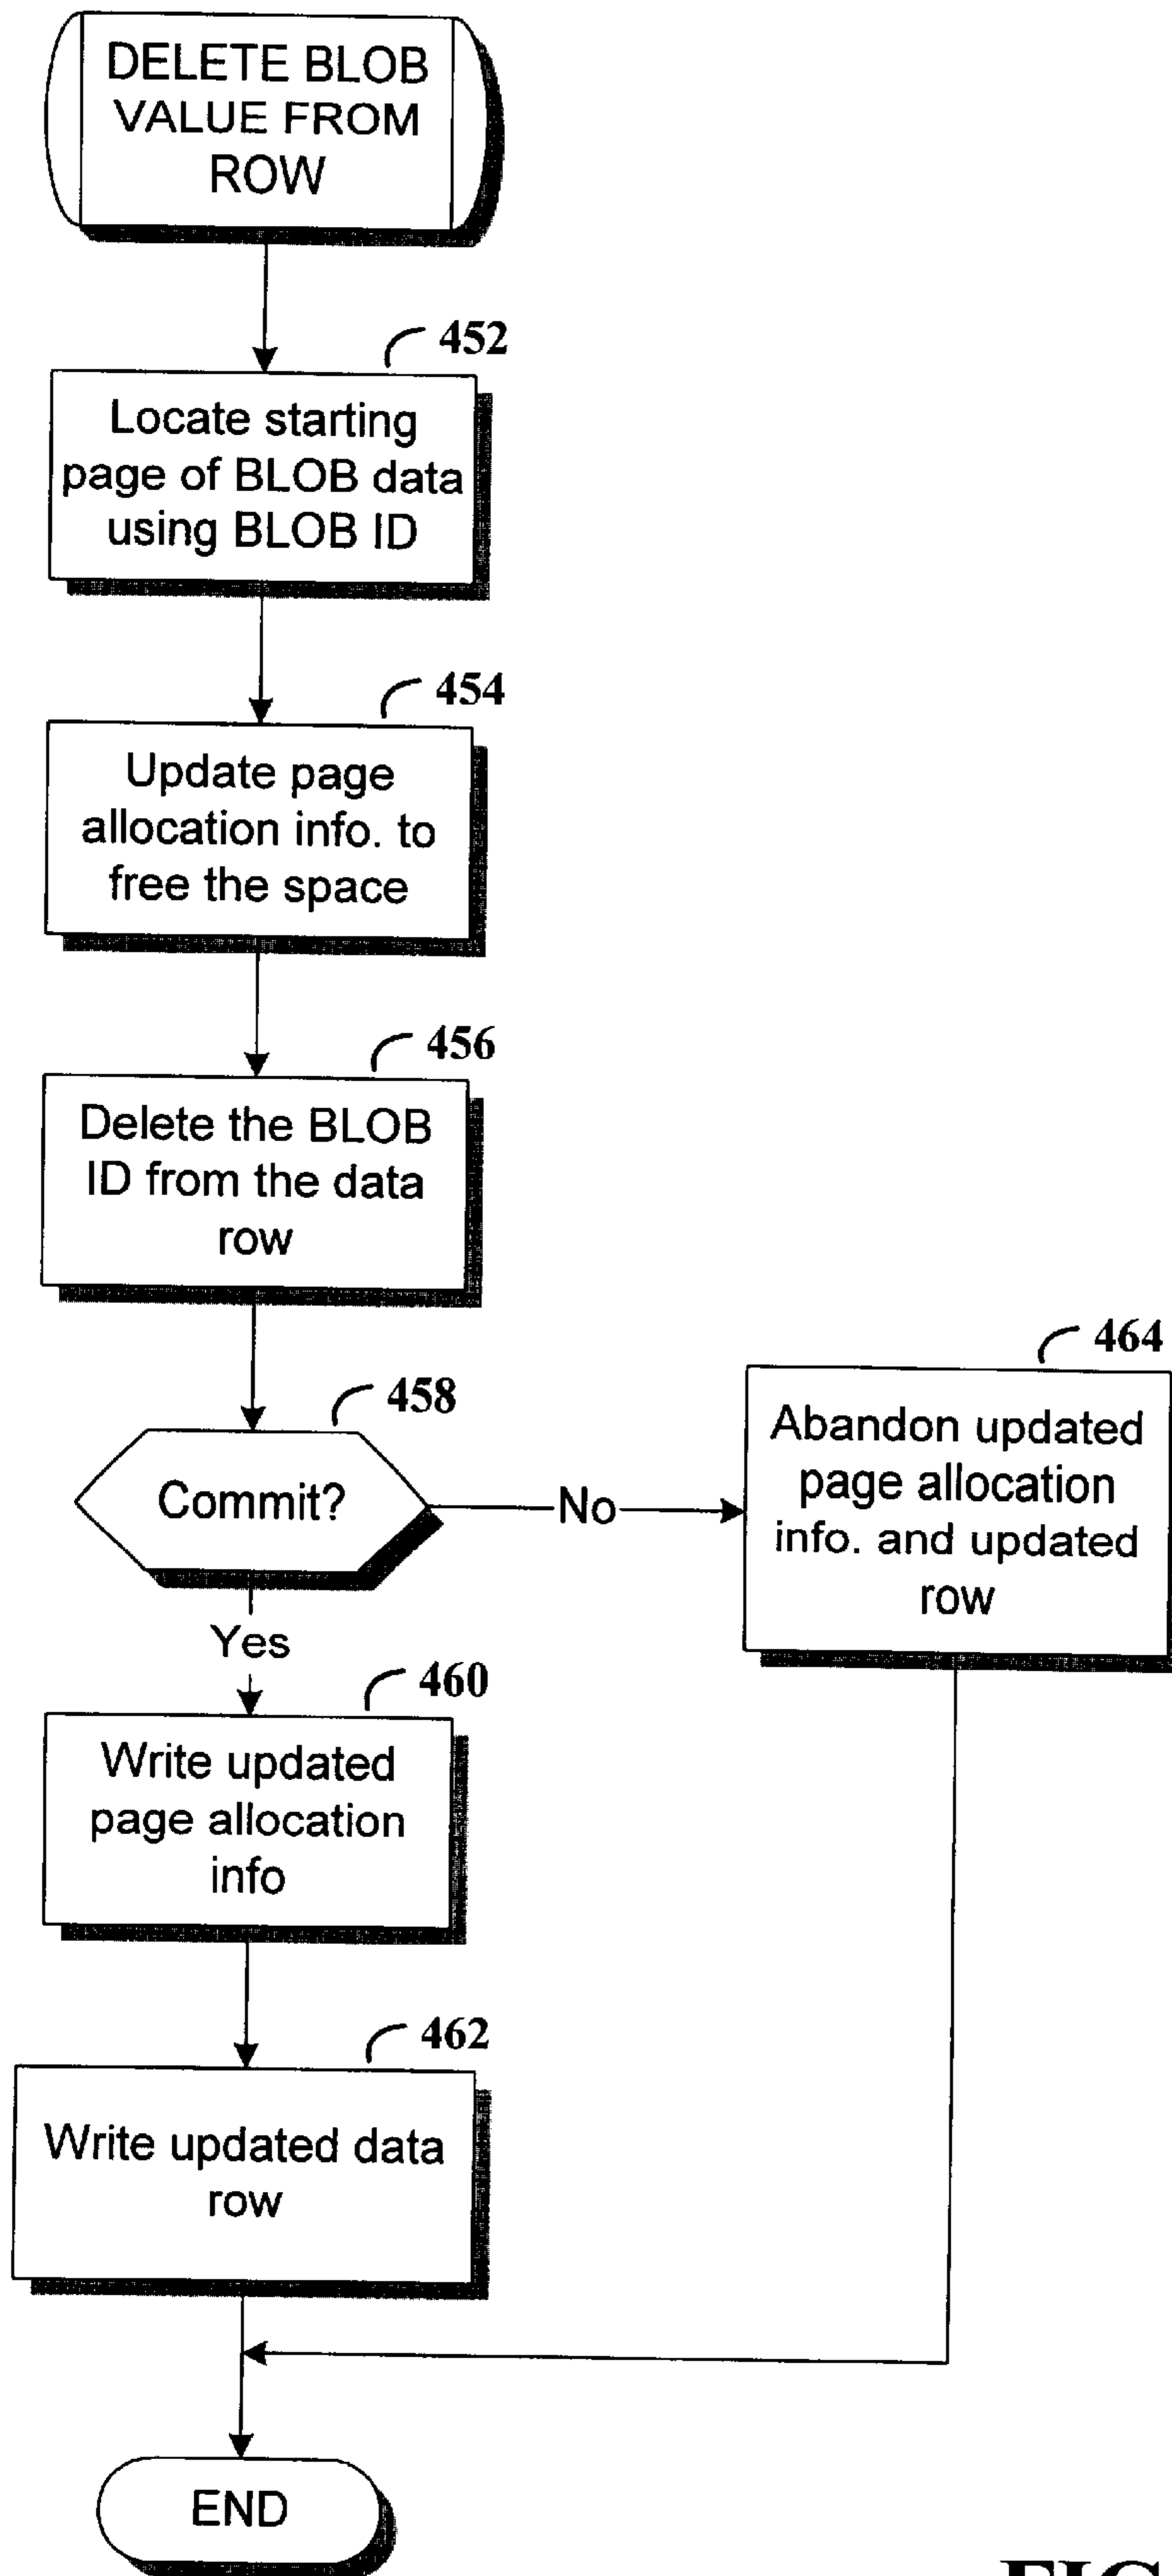 DELETE BLOB
VALUE FROM
ROW
452
Locate starting
page of BLOB data
using BLOB ID
454
Update page
allocation info. to
free the space
456
Delete the BLOB
ID from the data
row
458
Commit?
No
464
Abandon updated
page allocation
info. and updated
row
Yes
460
Write updated
page allocation
info
462
Write updated data
row
END
FIG